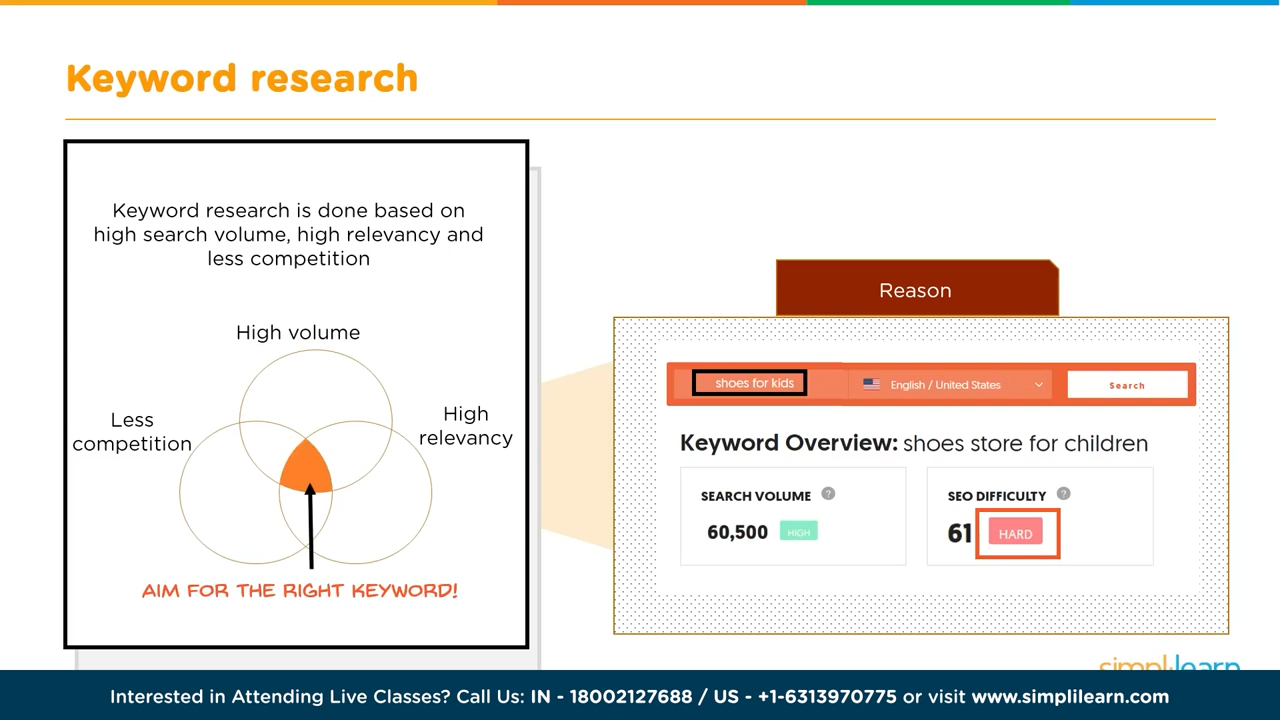 Keyword research
Keyword research is done based on
high search volume, high relevancy and
less competition
High volume
Less
competition
High
relevancy
AIM FOR THE RIGHT KEYWORD!
Reason
shoes for kids
English / United States
Search
Keyword Overview: shoes store for children
SEARCH VOLUME ?
60,500 HIGH
SEO DIFFICULTY ?
61 HARD
simplilearn
Interested in Attending Live Classes? Call Us: IN - 18002127688 / US - +1-6313970775 or visit www.simplilearn.com